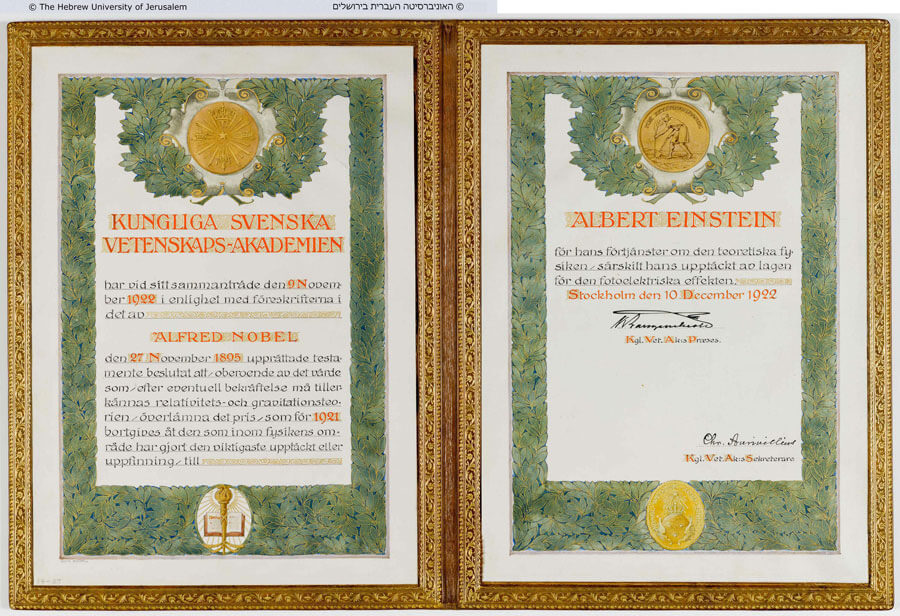 © The Hebrew University of Jerusalem
© האוניברסיטה העברית בירושלים
KUNGLIGA SVENSKA
VETENSKAPS-AKADEMIEN
har vid sitt sammanträde den 9 Novem-
ber 1922 i enlighet med föreskrifterna i
det av
ALFRED NOBEL
den 27 November 1895 upprättade testa-
mente beslutat att, oberoende av det värde
som, efter eventuell bekräftelse må tiller-
kännas relativitets- och gravitationsteo-
rien, överlämna det pris, som för 1921
bortgives åt den som inom fysikens om-
råde har gjort den viktigaste upptäckt eller
uppfinning, till
ALBERT EINSTEIN
för hans förtjänster om den teoretiska fy-
siken, särskilt hans upptäckt av lagen
för den fotoelektriska effekten.
Stockholm den 10 December 1922
Kgl. Vet. Ak:s Præses.
Chr. Aurivillius
Kgl. Vet. Ak:s Sekreterare